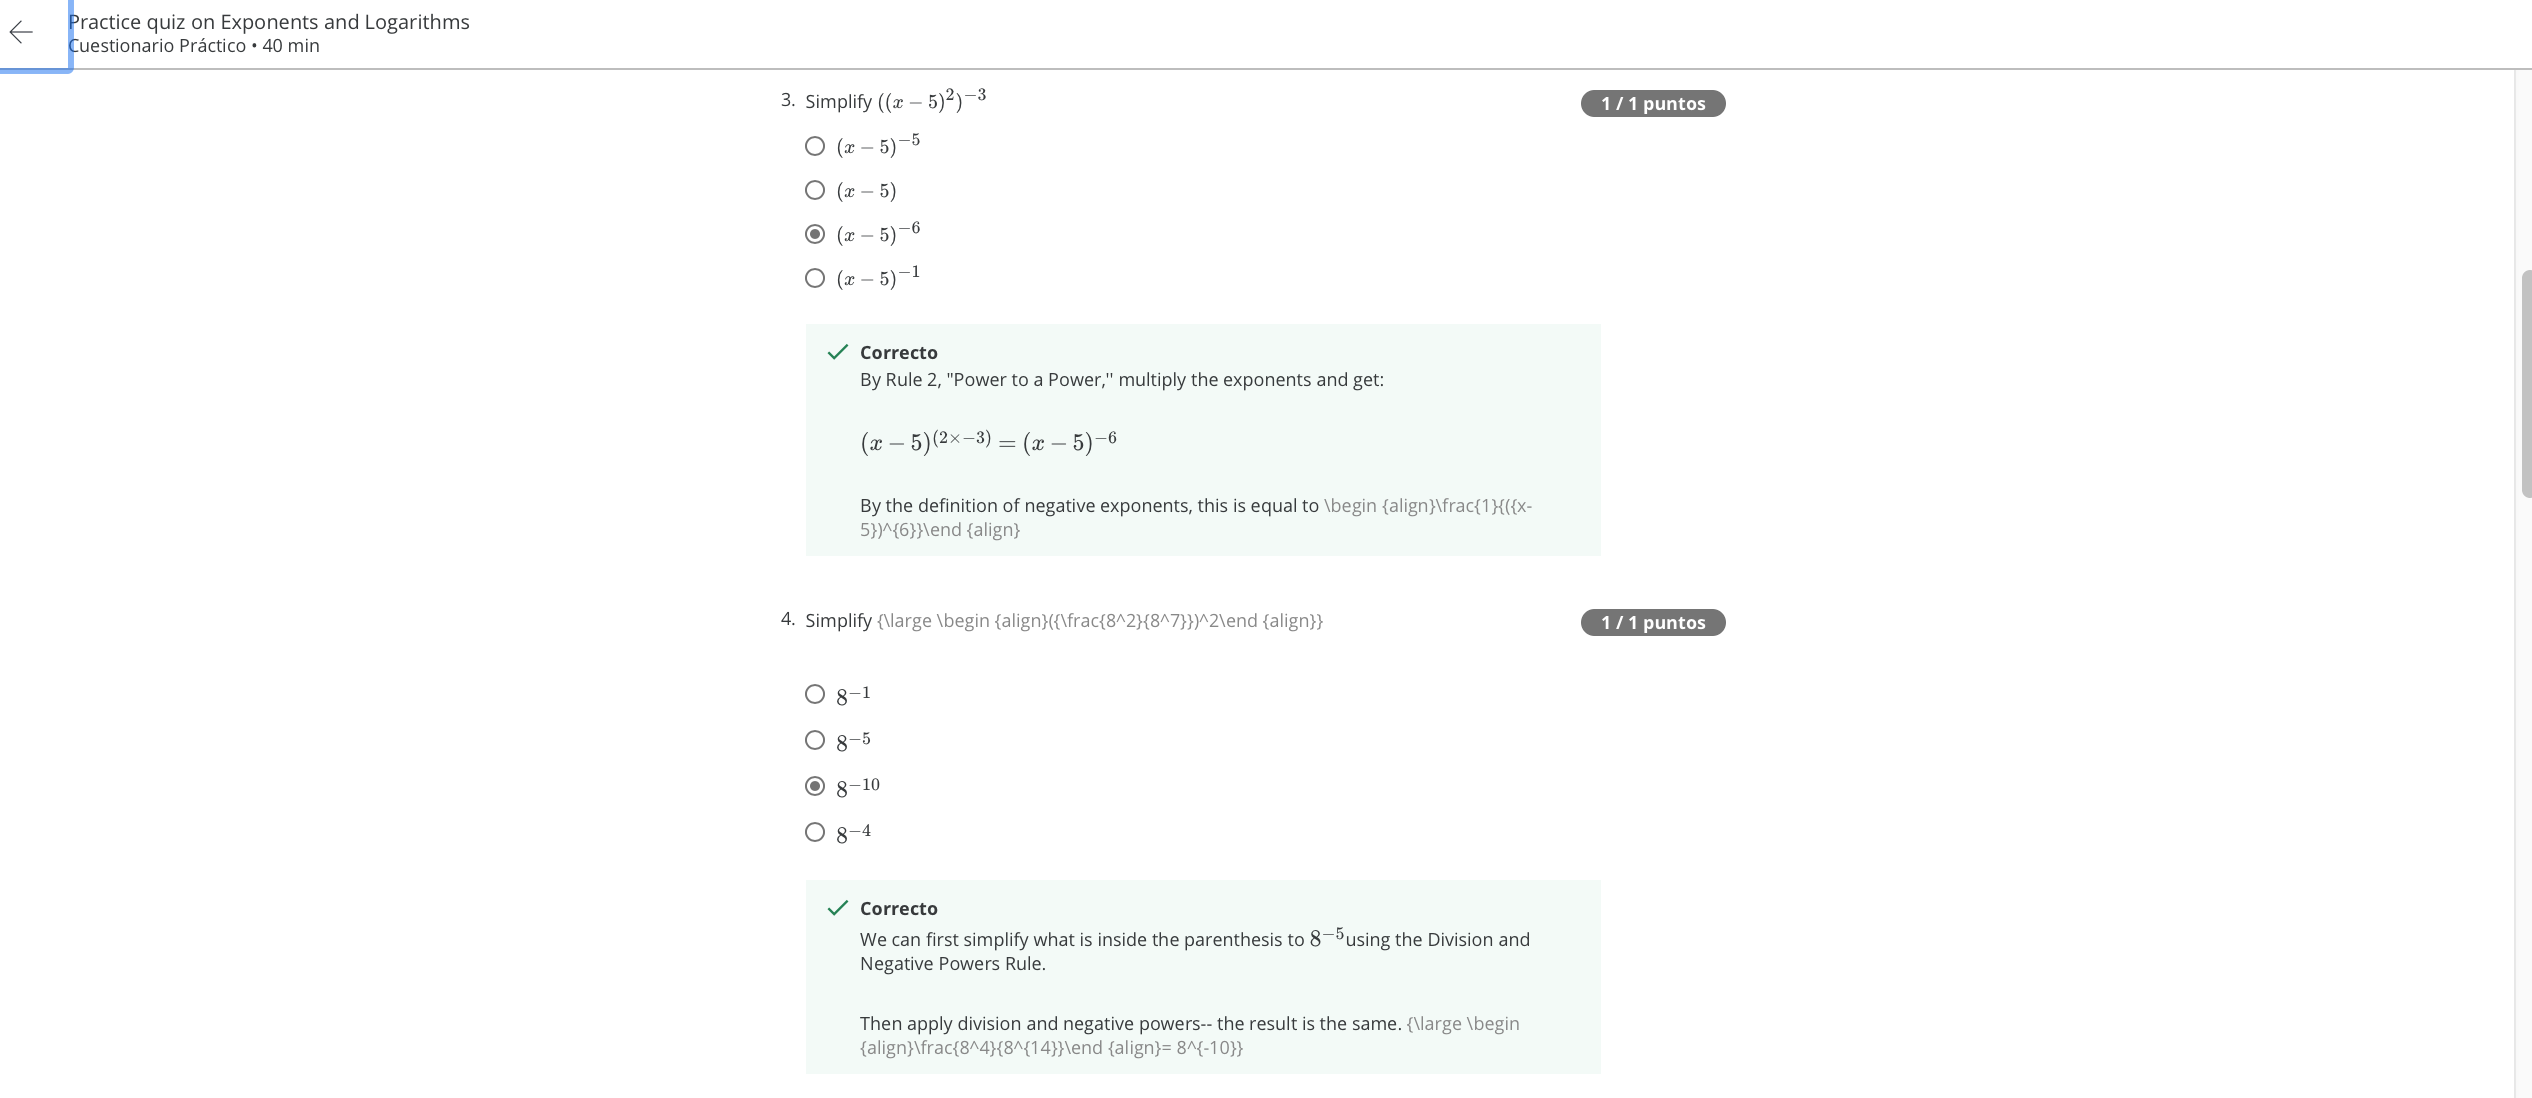 Practice quiz on Exponents and Logarithms
Cuestionario Práctico • 40 min
3. Simplify ((x − 5)²)⁻³
1 / 1 puntos
(x − 5)⁻⁵
(x − 5)
(x − 5)⁻⁶
(x − 5)⁻¹
Correcto
By Rule 2, "Power to a Power,'' multiply the exponents and get:
(x − 5)^(2×−3) = (x − 5)⁻⁶
By the definition of negative exponents, this is equal to \begin {align}\frac{1}{({x-
5})^{6}}\end {align}
4. Simplify {\large \begin {align}({\frac{8^2}{8^7}})^2\end {align}}
1 / 1 puntos
8⁻¹
8⁻⁵
8⁻¹⁰
8⁻⁴
Correcto
We can first simplify what is inside the parenthesis to 8⁻⁵using the Division and
Negative Powers Rule.
Then apply division and negative powers-- the result is the same. {\large \begin
{align}\frac{8^4}{8^{14}}\end {align}= 8^{-10}}